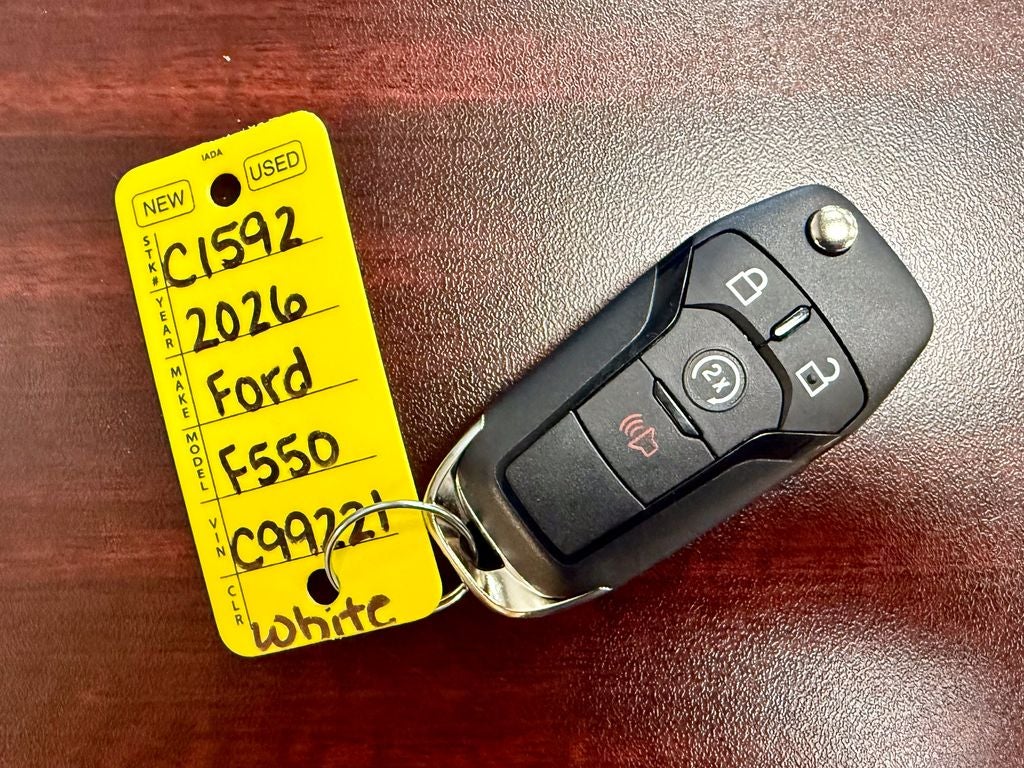 IADA
NEW USED
STK# C1592
YEAR 2026
MAKE Ford
MODEL F550
VIN C99221
CLR White
2x